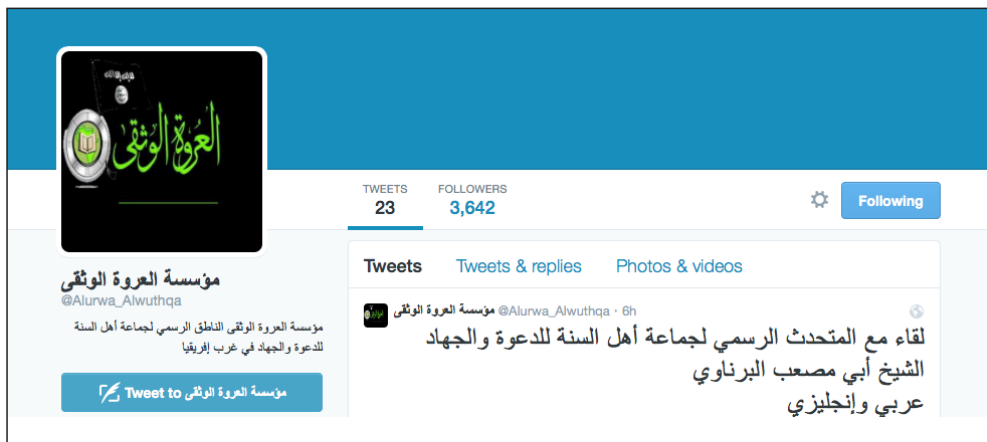 العروة الوثقى
TWEETS
23
FOLLOWERS
3,642
Following
مؤسسة العروة الوثقى
@Alurwa_Alwuthqa
مؤسسة العروة الوثقى الناطق الرسمي لجماعة أهل السنة
للدعوة والجهاد في غرب إفريقيا
Tweet to مؤسسة العروة الوثقى
Tweets
Tweets & replies
Photos & videos
مؤسسة العروة الوثقى @Alurwa_Alwuthqa · 6h
لقاء مع المتحدث الرسمي لجماعة أهل السنة للدعوة والجهاد
الشيخ أبي مصعب البرناوي
عربي وإنجليزي